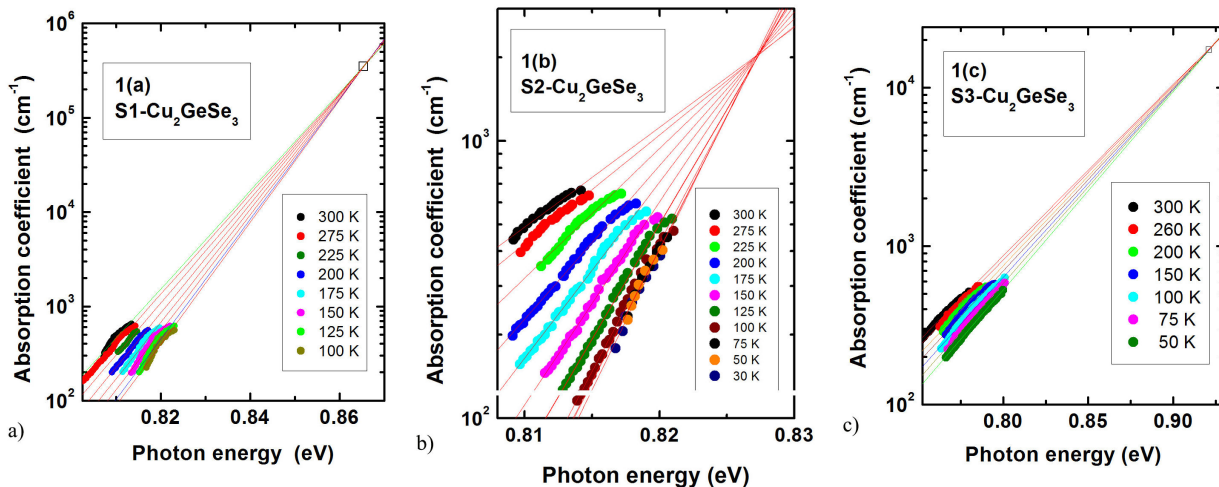 a)
10^6
10^5
10^4
10^3
10^2
Absorption coefficient (cm^-1)
1(a)
S1-Cu_2GeSe_3
300 K
275 K
225 K
200 K
175 K
150 K
125 K
100 K
0.82
0.84
0.86
Photon energy (eV)
b)
10^3
10^2
Absorption coefficient (cm^-1)
1(b)
S2-Cu_2GeSe_3
300 K
275 K
225 K
200 K
175 K
150 K
125 K
100 K
75 K
50 K
30 K
0.81
0.82
0.83
Photon energy (eV)
c)
10^4
10^3
10^2
Absorption coefficient (cm^-1)
1(c)
S3-Cu_2GeSe_3
300 K
260 K
200 K
150 K
100 K
75 K
50 K
0.80
0.85
0.90
Photon energy (eV)